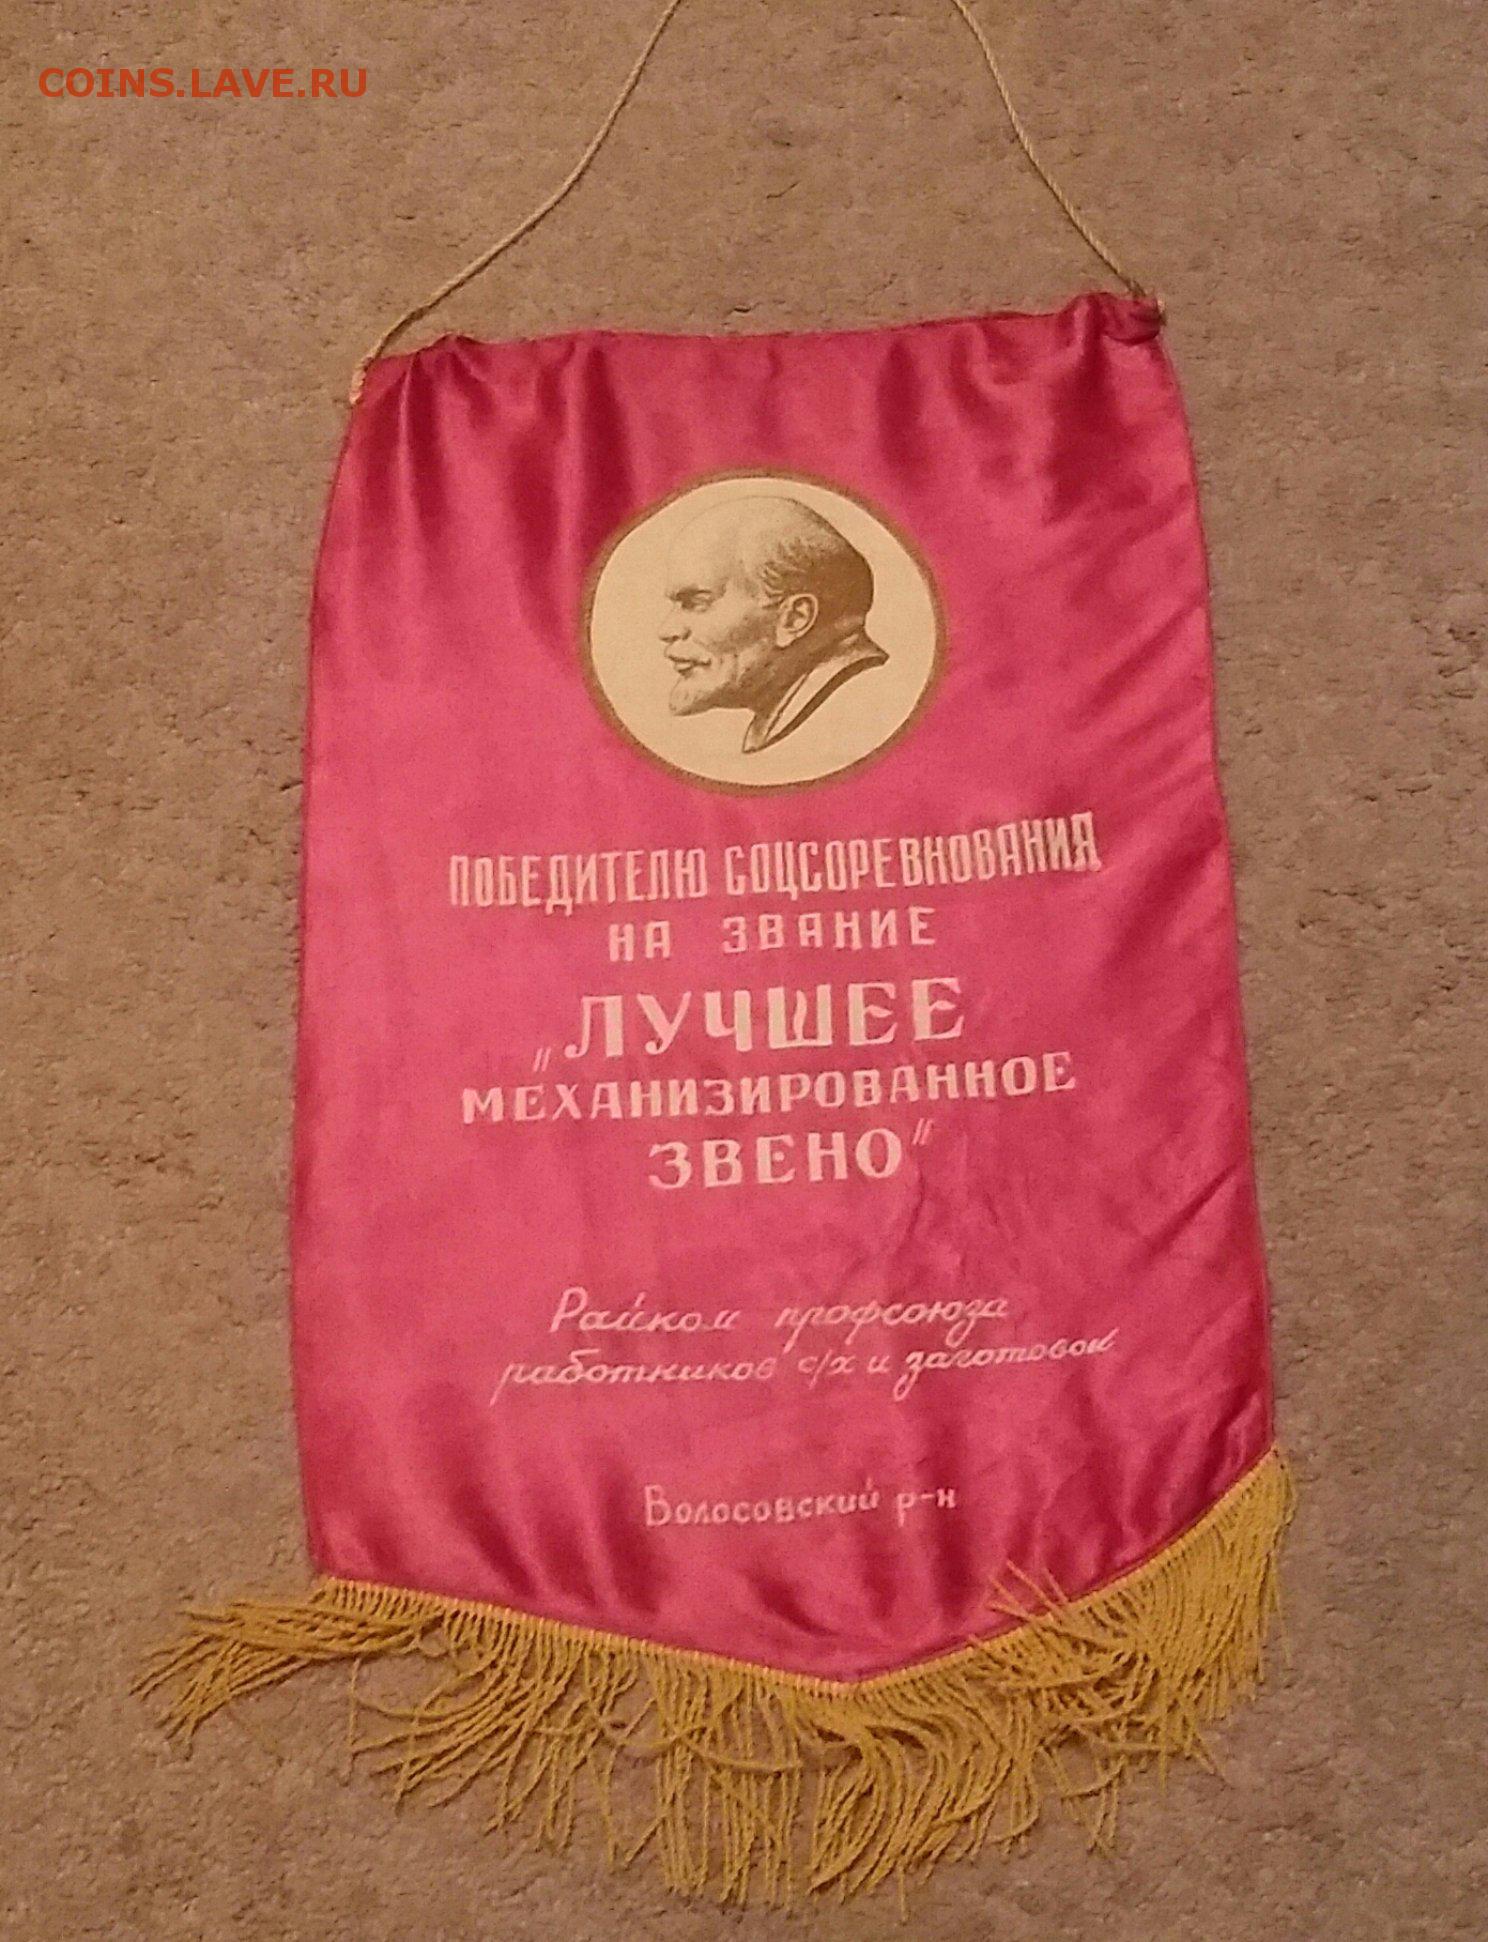 COINS.LAVE.RU
ПОБЕДИТЕЛЮ СОЦСОРЕВНОВАНИЯ
НА ЗВАНИЕ
„ЛУЧШЕЕ
МЕХАНИЗИРОВАННОЕ
ЗВЕНО"
Райком профсоюза
работников с/х и заготовок
Волосовский р-н